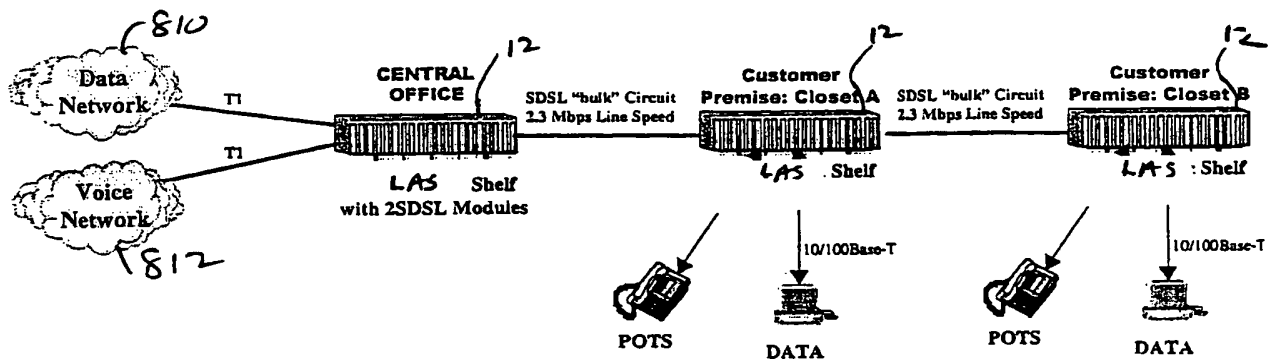 810
12
12
12
Data
Network
T1
CENTRAL
OFFICE
SDSL "bulk" Circuit
2.3 Mbps Line Speed
Customer
Premise: Closet A
SDSL "bulk" Circuit
2.3 Mbps Line Speed
Customer
Premise: Closet B
T1
Voice
Network
812
LAS Shelf
with 2SDSL Modules
LAS : Shelf
LAS : Shelf
10/100Base-T
10/100Base-T
POTS
DATA
POTS
DATA